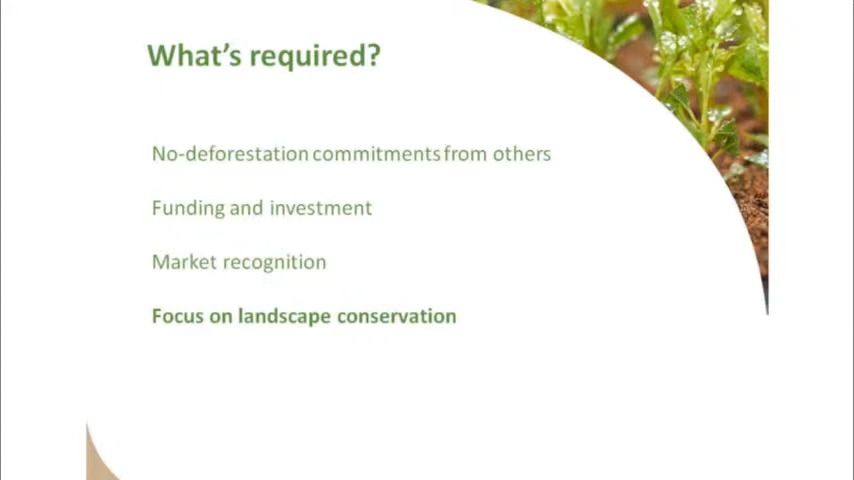 What's required?
No-deforestation commitments from others
Funding and investment
Market recognition
Focus on landscape conservation